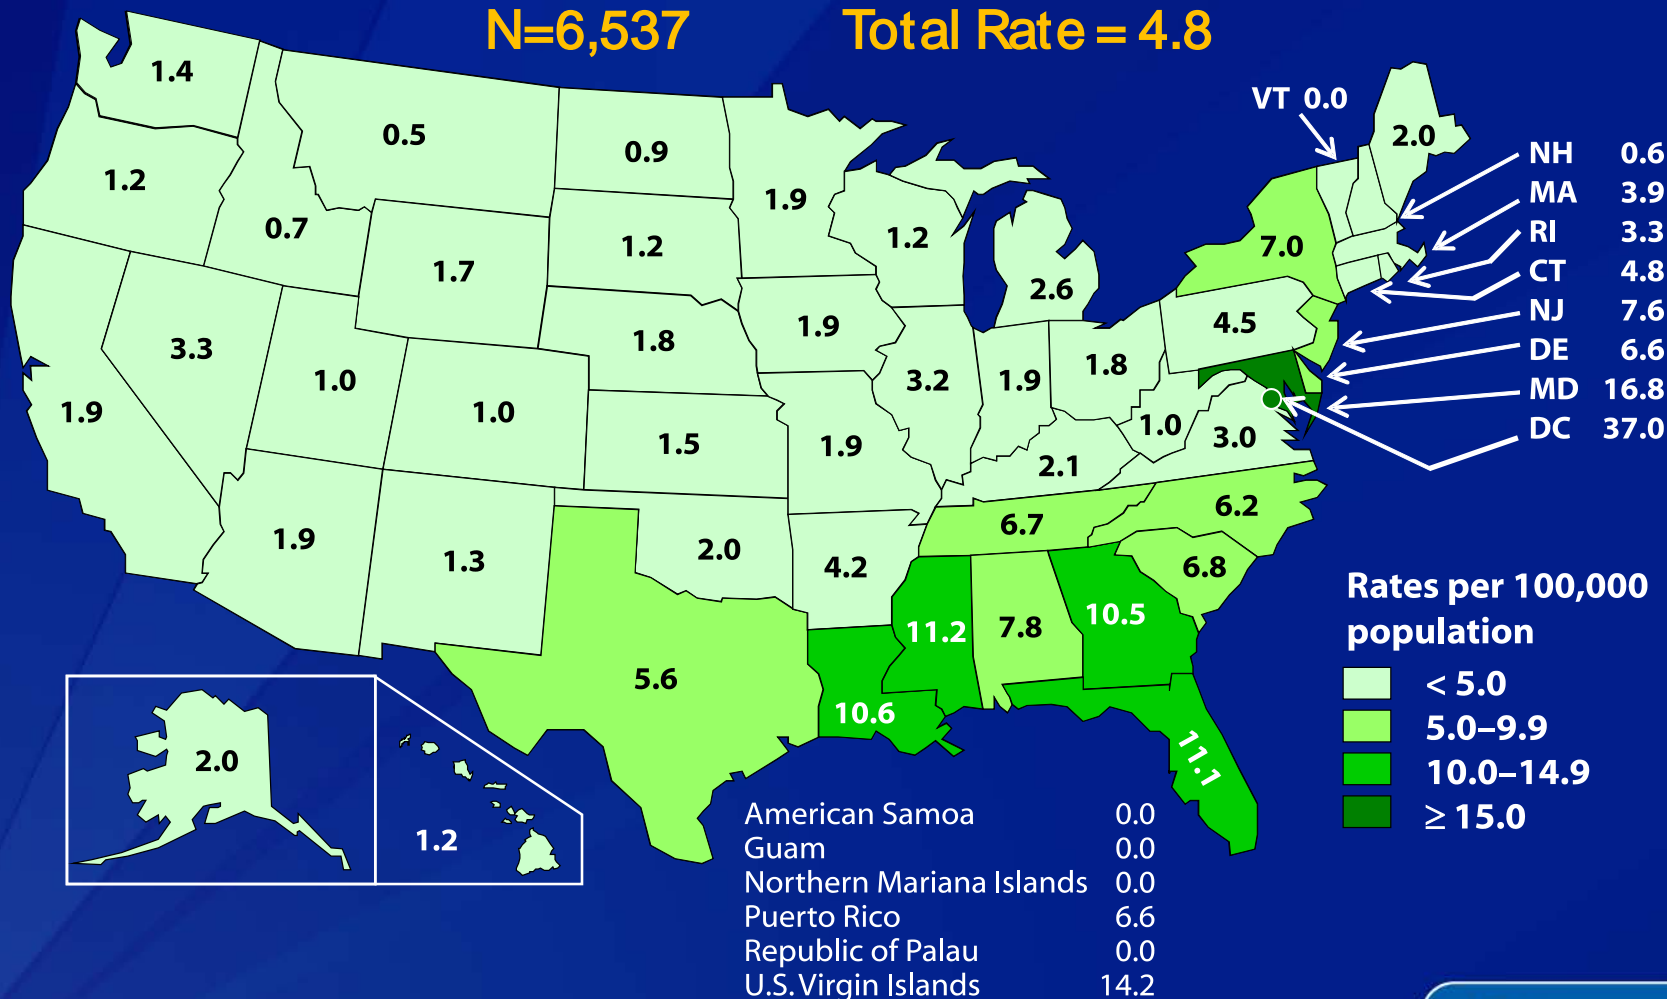 N=6,537 Total Rate = 4.8
1.4
0.5
0.9
VT 0.0
2.0
NH 0.6
MA 3.9
RI 3.3
CT 4.8
NJ 7.6
DE 6.6
MD 16.8
DC 37.0
1.2
0.7
1.7
1.2
1.9
1.2
2.6
7.0
4.5
3.3
1.0
1.8
1.9
3.2
1.9
1.8
1.9
1.0
1.5
1.9
2.1
1.0
3.0
1.9
1.3
2.0
4.2
6.7
6.2
6.8
5.6
10.6
11.2
7.8
10.5
11.1
2.0
1.2
Rates per 100,000
population
< 5.0
5.0–9.9
10.0–14.9
≥ 15.0
American Samoa 0.0
Guam 0.0
Northern Mariana Islands 0.0
Puerto Rico 6.6
Republic of Palau 0.0
U.S. Virgin Islands 14.2